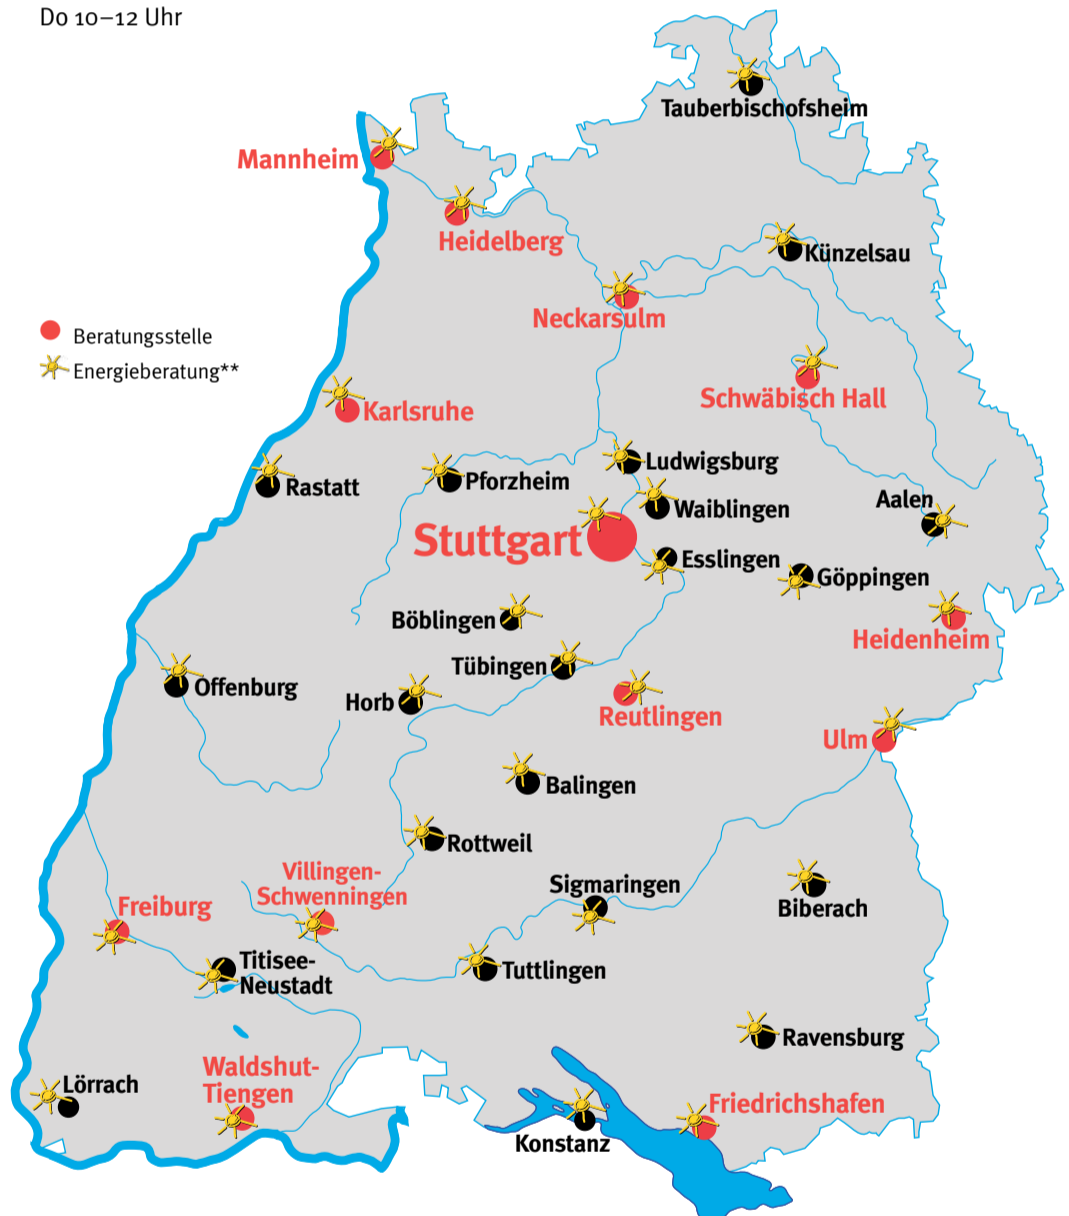 Do 10–12 Uhr
Tauberbischofsheim
Mannheim
Heidelberg
Künzelsau
Neckarsulm
Beratungsstelle
Energieberatung**
Schwäbisch Hall
Karlsruhe
Ludwigsburg
Pforzheim
Rastatt
Aalen
Waiblingen
Stuttgart
Esslingen
Göppingen
Böblingen
Heidenheim
Tübingen
Offenburg
Horb
Reutlingen
Ulm
Balingen
Rottweil
Villingen-
Schwenningen
Sigmaringen
Biberach
Freiburg
Titisee-
Neustadt
Tuttlingen
Ravensburg
Waldshut-
Tiengen
Lörrach
Friedrichshafen
Konstanz